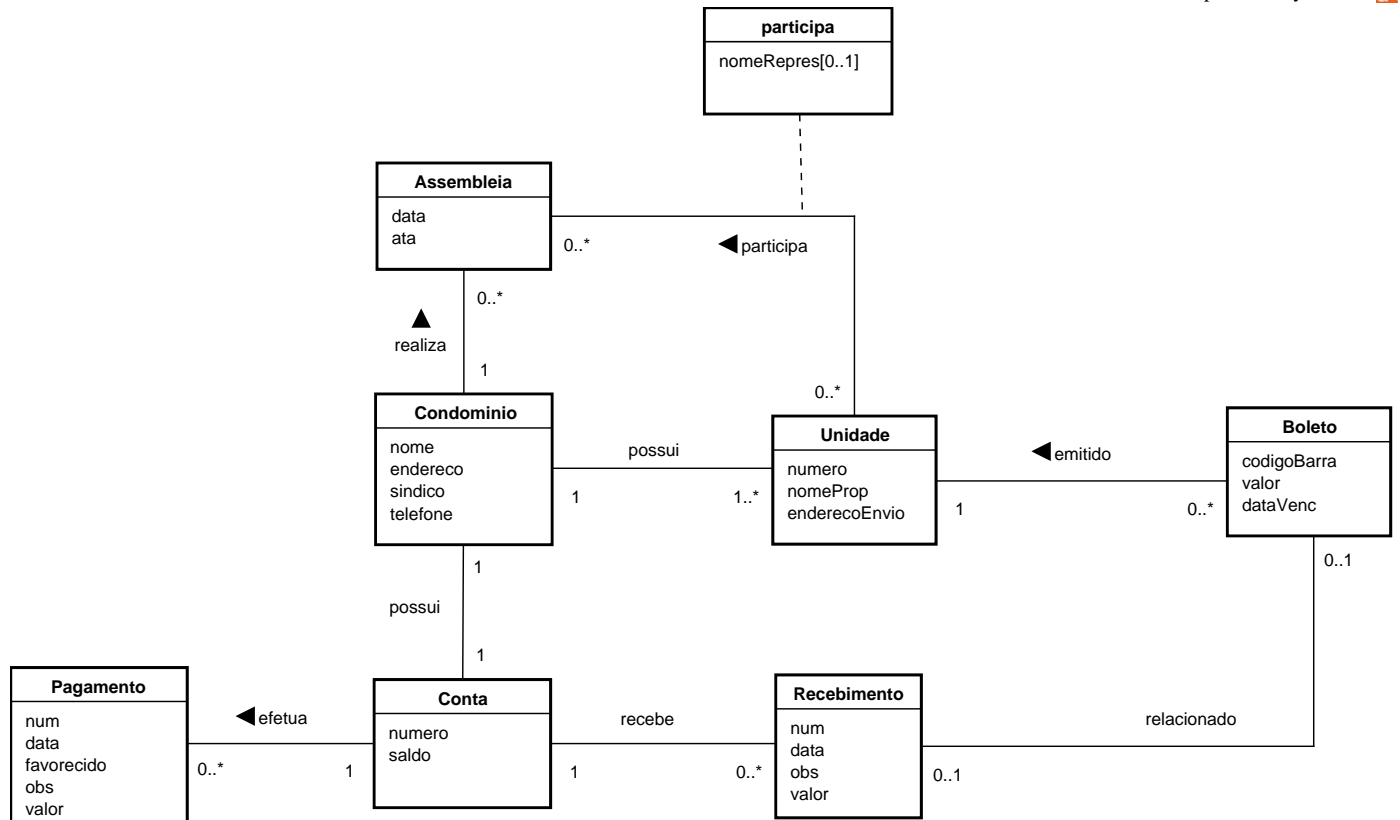 participa
nomeRepres[0..1]
Assembleia
data
ata
0..*
participa
0..*
realiza
1
0..*
Condominio
nome
endereco
sindico
telefone
possui
1
1..*
Unidade
numero
nomeProp
enderecoEnvio
emitido
1
0..*
Boleto
codigoBarra
valor
dataVenc
0..1
1
possui
1
Pagamento
num
data
favorecido
obs
valor
efetua
0..*
1
Conta
numero
saldo
recebe
1
0..*
Recebimento
num
data
obs
valor
relacionado
0..1